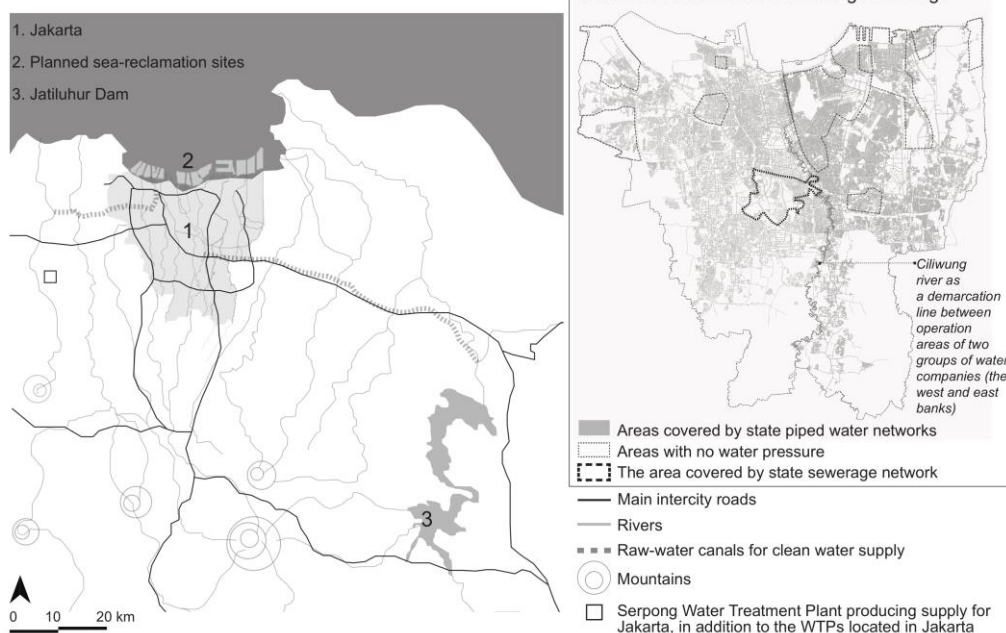 1. Jakarta
2. Planned sea-reclamation sites
3. Jatiluhur Dam
2
1
3
0 10 20 km
Ciliwung
river as
a demarcation
line between
operation
areas of two
groups of water
companies (the
west and east
banks)
Areas covered by state piped water networks
Areas with no water pressure
The area covered by state sewerage network
Main intercity roads
Rivers
Raw-water canals for clean water supply
Mountains
Serpong Water Treatment Plant producing supply for
Jakarta, in addition to the WTPs located in Jakarta